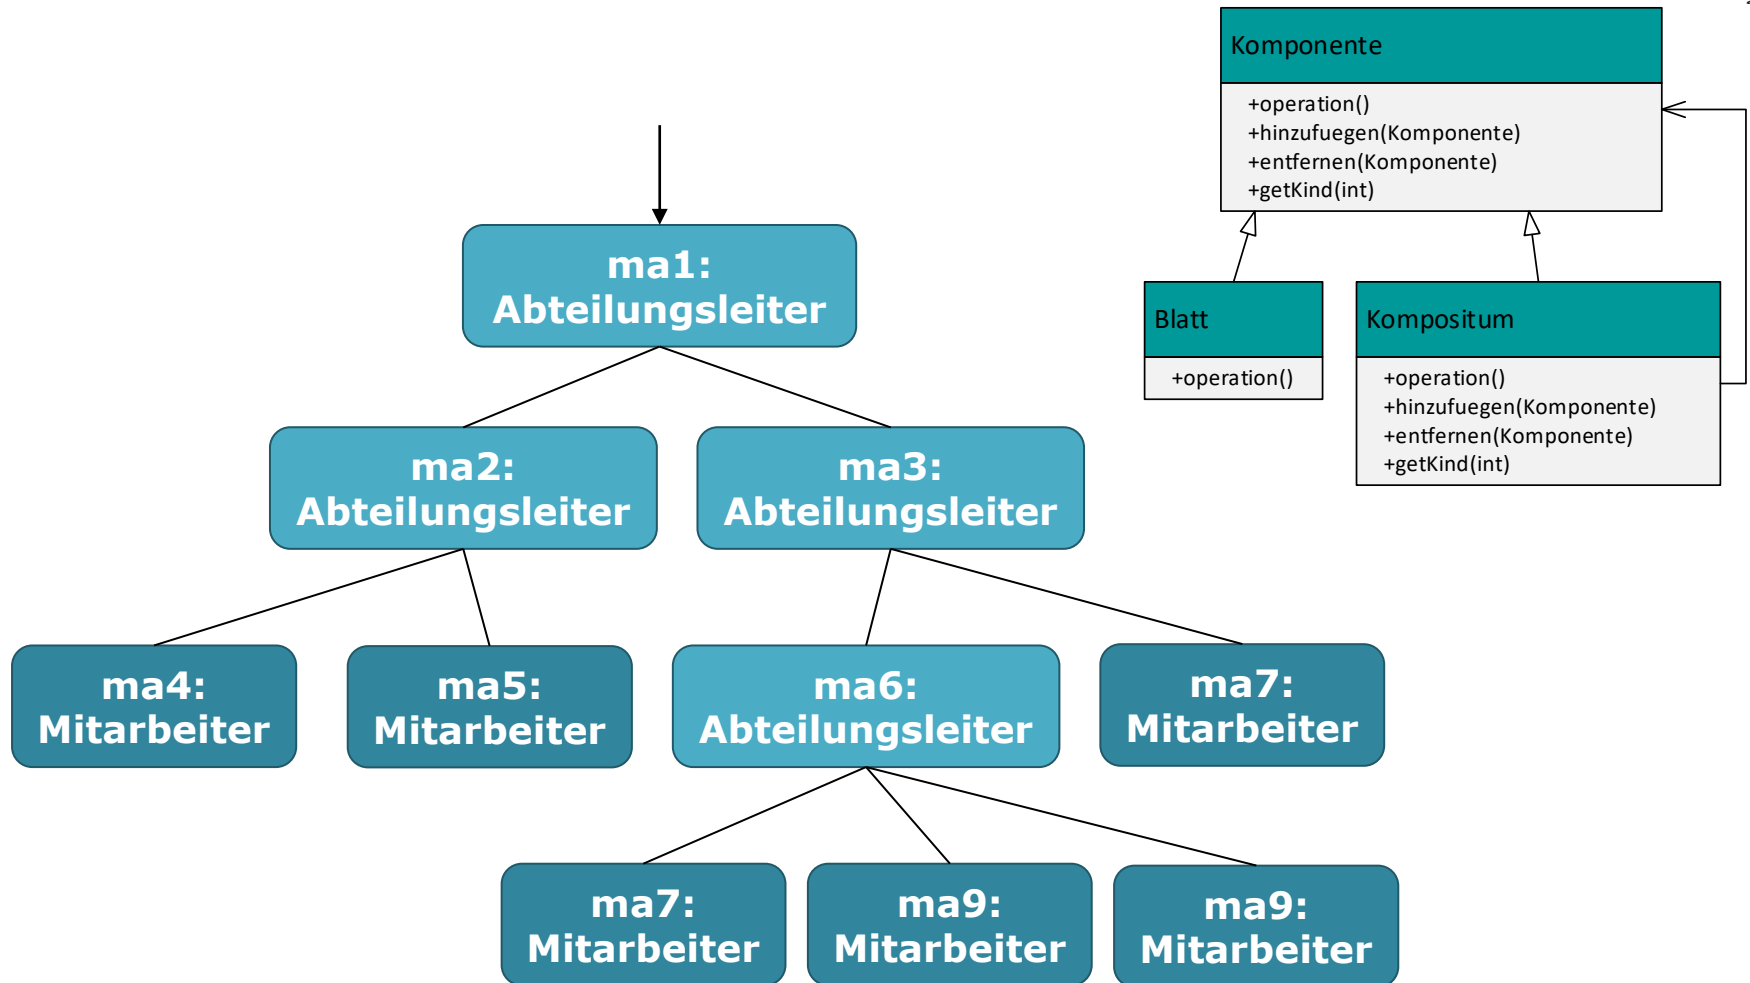 Komponente
+operation()
+hinzufuegen(Komponente)
+entfernen(Komponente)
+getKind(int)
ma1:
Abteilungsleiter
Blatt
+operation()
Kompositum
+operation()
+hinzufuegen(Komponente)
+entfernen(Komponente)
+getKind(int)
ma2:
Abteilungsleiter
ma3:
Abteilungsleiter
ma4:
Mitarbeiter
ma5:
Mitarbeiter
ma6:
Abteilungsleiter
ma7:
Mitarbeiter
ma7:
Mitarbeiter
ma9:
Mitarbeiter
ma9:
Mitarbeiter